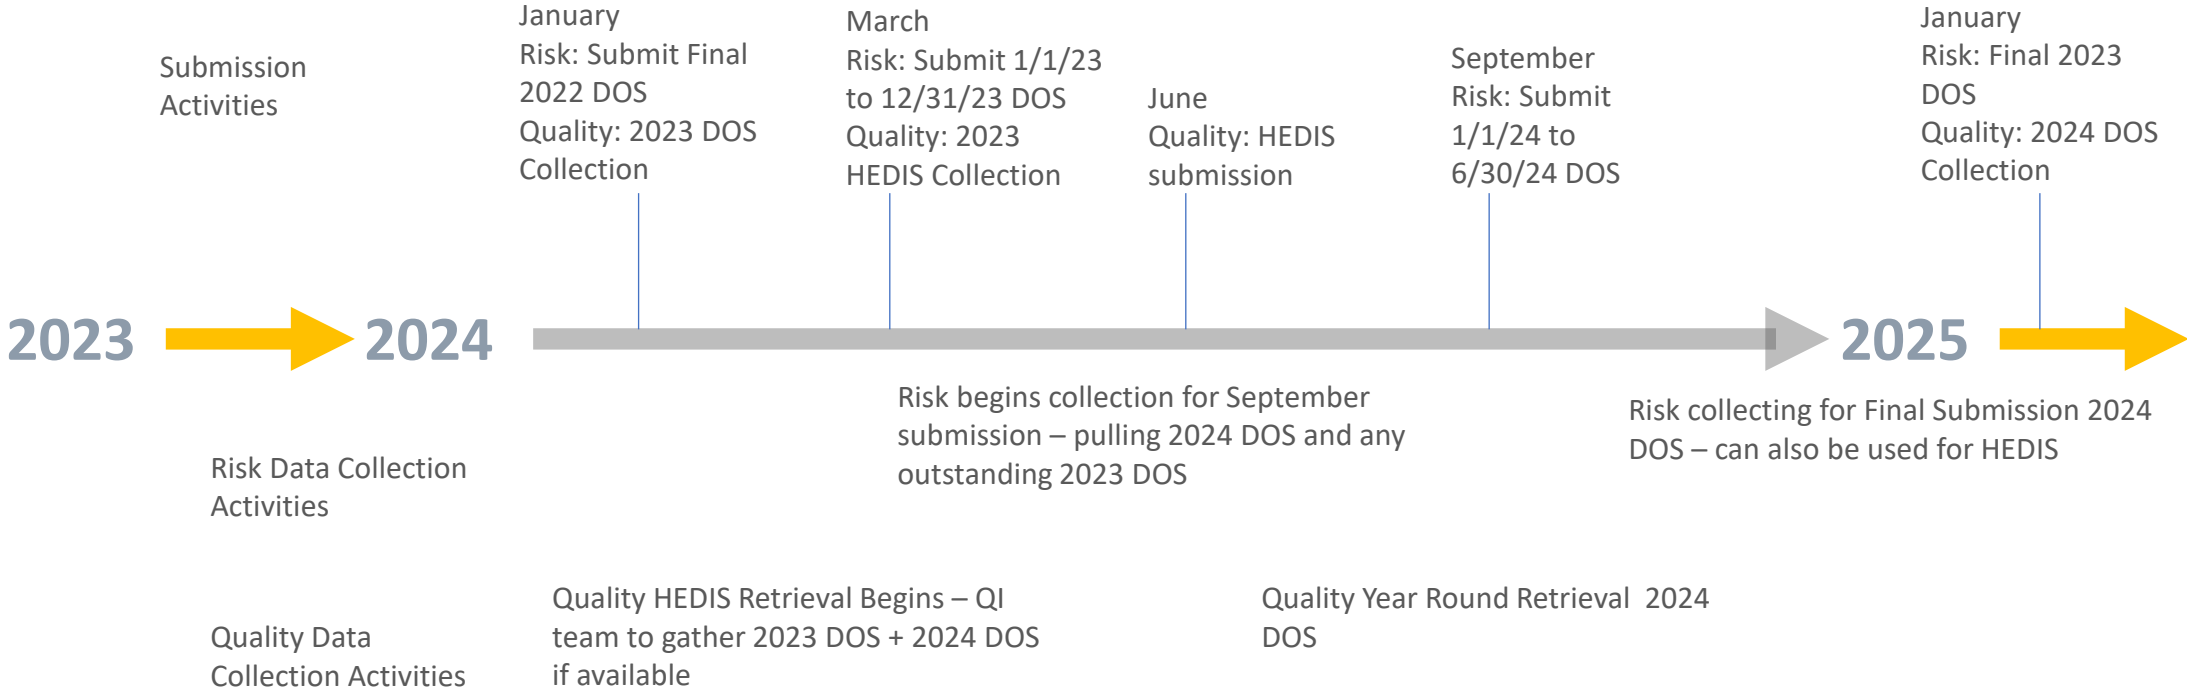 Submission
Activities
January
Risk: Submit Final
2022 DOS
Quality: 2023 DOS
Collection
March
Risk: Submit 1/1/23
to 12/31/23 DOS
Quality: 2023
HEDIS Collection
June
Quality: HEDIS
submission
September
Risk: Submit
1/1/24 to
6/30/24 DOS
January
Risk: Final 2023
DOS
Quality: 2024 DOS
Collection
2023
2024
2025
Risk Data Collection
Activities
Risk begins collection for September
submission – pulling 2024 DOS and any
outstanding 2023 DOS
Risk collecting for Final Submission 2024
DOS – can also be used for HEDIS
Quality Data
Collection Activities
Quality HEDIS Retrieval Begins – QI
team to gather 2023 DOS + 2024 DOS
if available
Quality Year Round Retrieval 2024
DOS